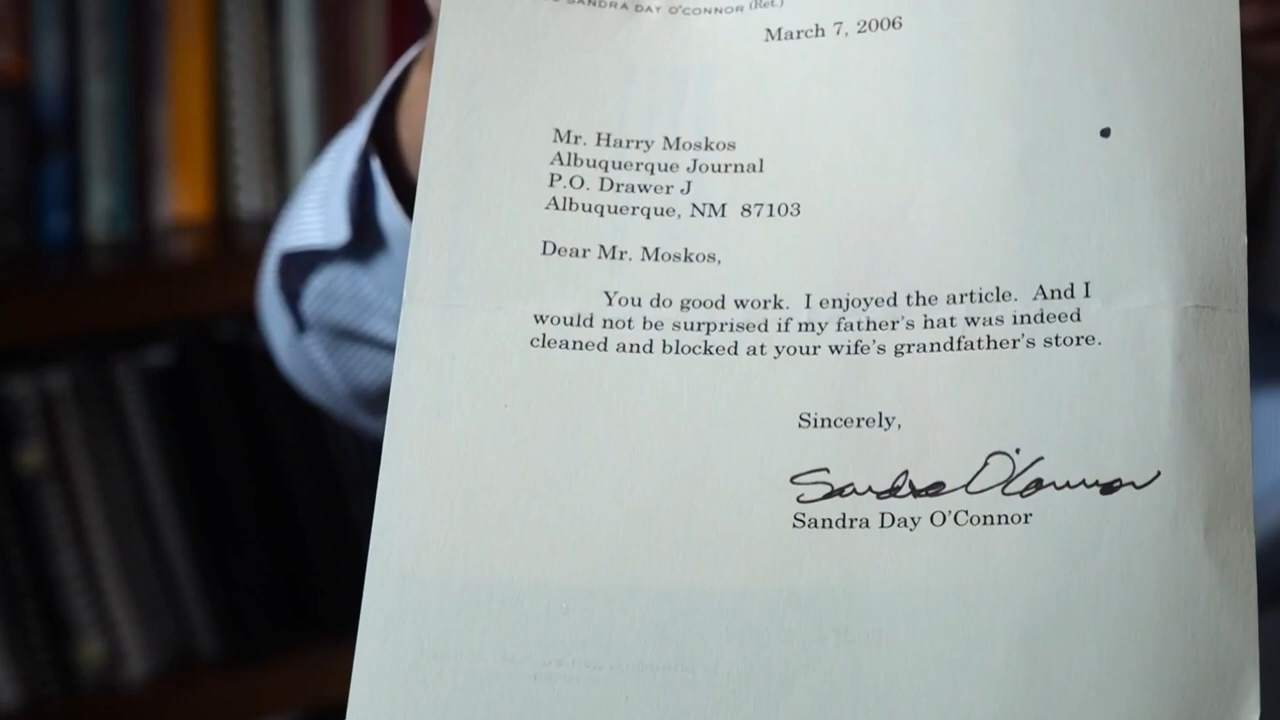 SANDRA DAY O'CONNOR (Ret.)
March 7, 2006
Mr. Harry Moskos
Albuquerque Journal
P.O. Drawer J
Albuquerque, NM 87103
Dear Mr. Moskos,
You do good work. I enjoyed the article. And I
would not be surprised if my father's hat was indeed
cleaned and blocked at your wife's grandfather's store.
Sincerely,
Sandra O'Connor
Sandra Day O'Connor